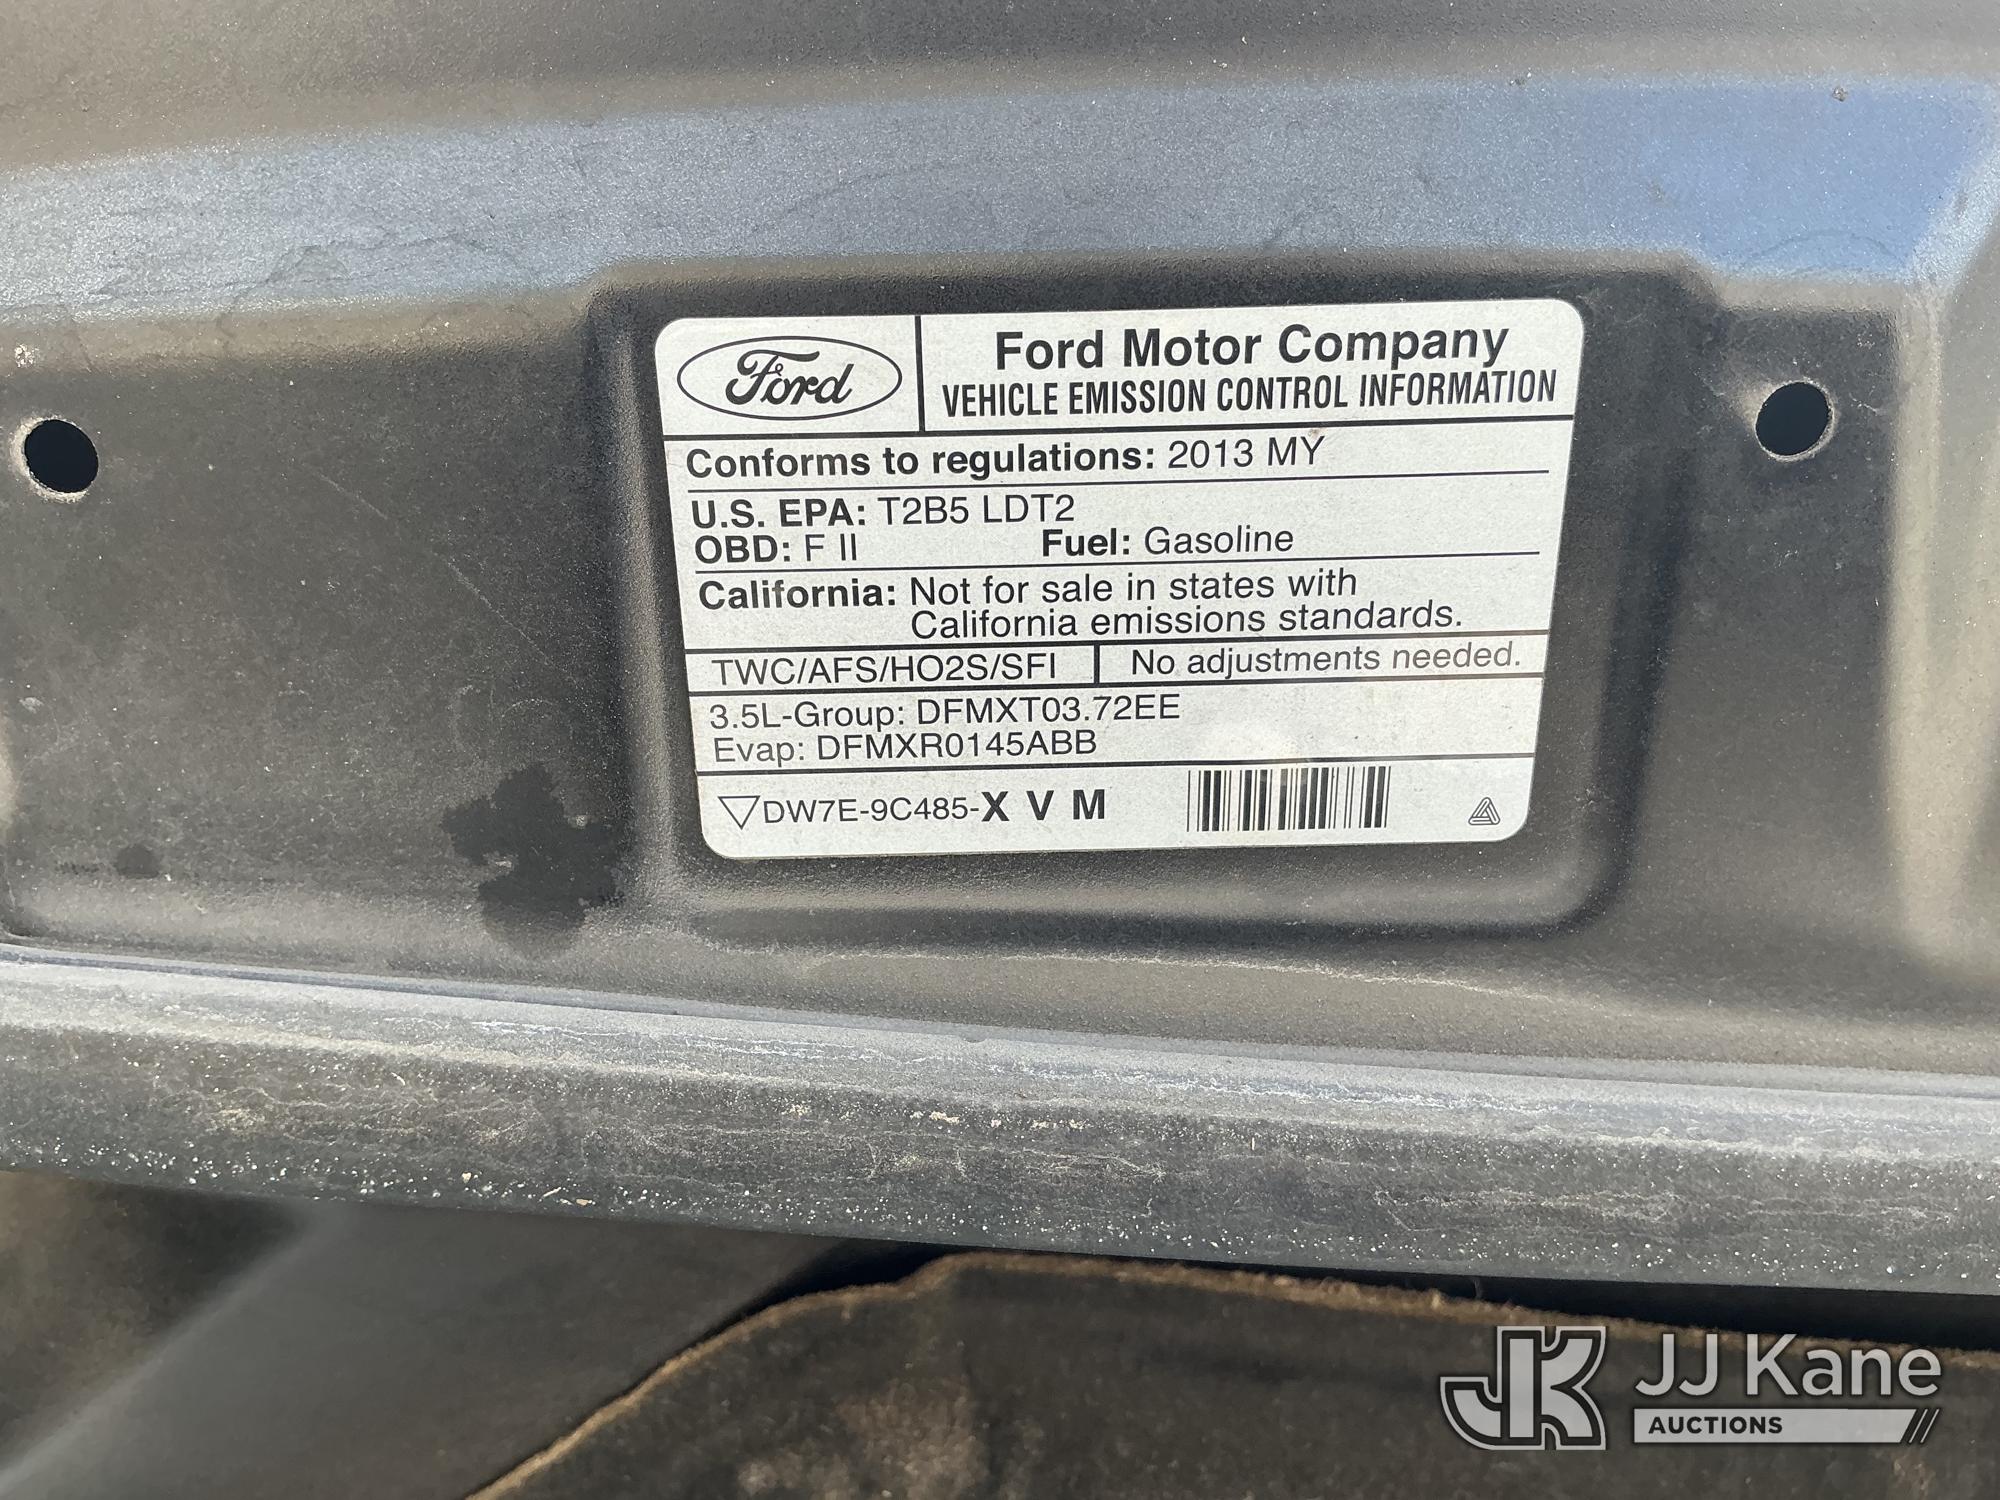 Ford
Ford Motor Company
VEHICLE EMISSION CONTROL INFORMATION
Conforms to regulations: 2013 MY
U.S. EPA: T2B5 LDT2
OBD: F II Fuel: Gasoline
California: Not for sale in states with
California emissions standards.
TWC/AFS/HO2S/SFI No adjustments needed.
3.5L-Group: DFMXT03.72EE
Evap: DFMXR0145ABB
DW7E-9C485-X V M
JK JJ Kane
AUCTIONS